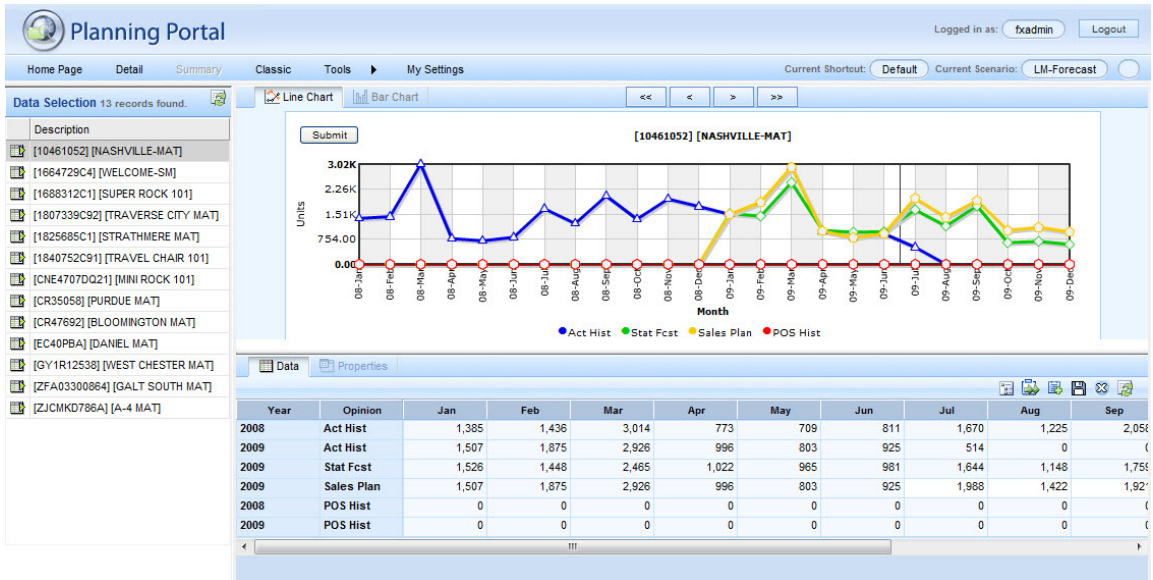 Planning Portal
Logged in as: fxadmin Logout
Home Page Detail Summary Classic Tools My Settings Current Shortcut: Default Current Scenario: LM-Forecast
Data Selection 13 records found.
Description
[10461052] [NASHVILLE-MAT]
[1664729C4] [WELCOME-SM]
[1688312C1] [SUPER ROCK 101]
[1807339C92] [TRAVERSE CITY MAT]
[1825685C1] [STRATHMERE MAT]
[1840752C91] [TRAVEL CHAIR 101]
[CNE4707DQ21] [MINI ROCK 101]
[CR35058] [PURDUE MAT]
[CR47692] [BLOOMINGTON MAT]
[EC40PBA] [DANIEL MAT]
[GY1R12538] [WEST CHESTER MAT]
[ZFA03300864] [GALT SOUTH MAT]
[ZJCMKD786A] [A-4 MAT]
Line Chart Bar Chart << < > >>
Submit
[10461052] [NASHVILLE-MAT]
Units
3.02K
2.26K
1.51K
754.00
0.00
08-Jan 08-Feb 08-Mar 08-Apr 08-May 08-Jun 08-Jul 08-Aug 08-Sep 08-Oct 08-Nov 08-Dec 09-Jan 09-Feb 09-Mar 09-Apr 09-May 09-Jun 09-Jul 09-Aug 09-Sep 09-Oct 09-Nov 09-Dec
Month
Act Hist Stat Fcst Sales Plan POS Hist
Data Properties
Year Opinion Jan Feb Mar Apr May Jun Jul Aug Sep
2008 Act Hist 1,385 1,436 3,014 773 709 811 1,670 1,225
2009 Act Hist 1,507 1,875 2,926 996 803 925 514 0
2009 Stat Fcst 1,526 1,448 2,465 1,022 965 981 1,644 1,148
2009 Sales Plan 1,507 1,875 2,926 996 803 925 1,988 1,422
2008 POS Hist 0 0 0 0 0 0 0 0
2009 POS Hist 0 0 0 0 0 0 0 0